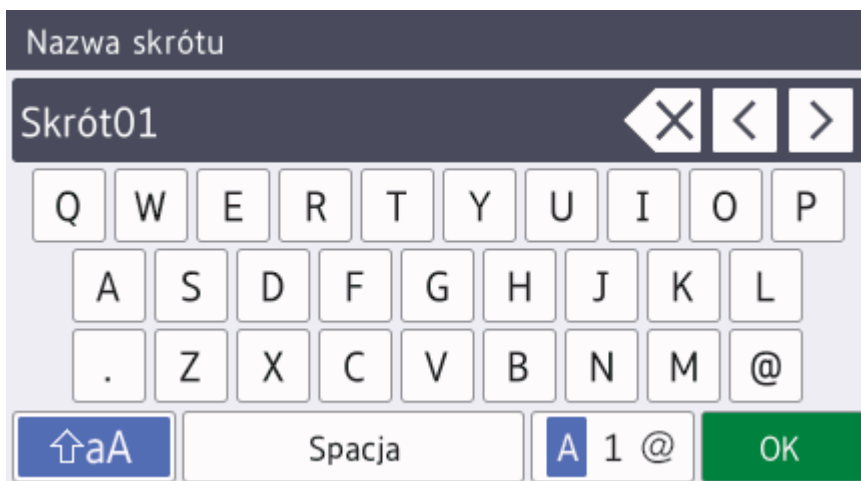 Nazwa skrótu
Skrót01
Q W E R T Y U I O P
A S D F G H J K L
. Z X C V B N M @
aA Spacja A 1 @ OK